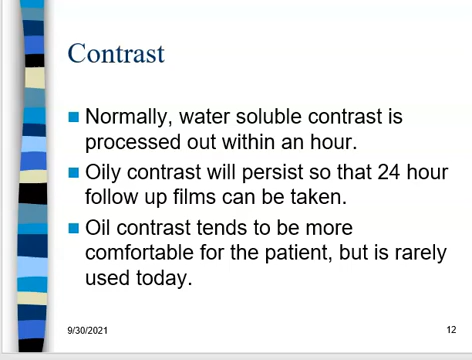 Contrast
Normally, water soluble contrast is
processed out within an hour.
Oily contrast will persist so that 24 hour
follow up films can be taken.
Oil contrast tends to be more
comfortable for the patient, but is rarely
used today.
9/30/2021
12